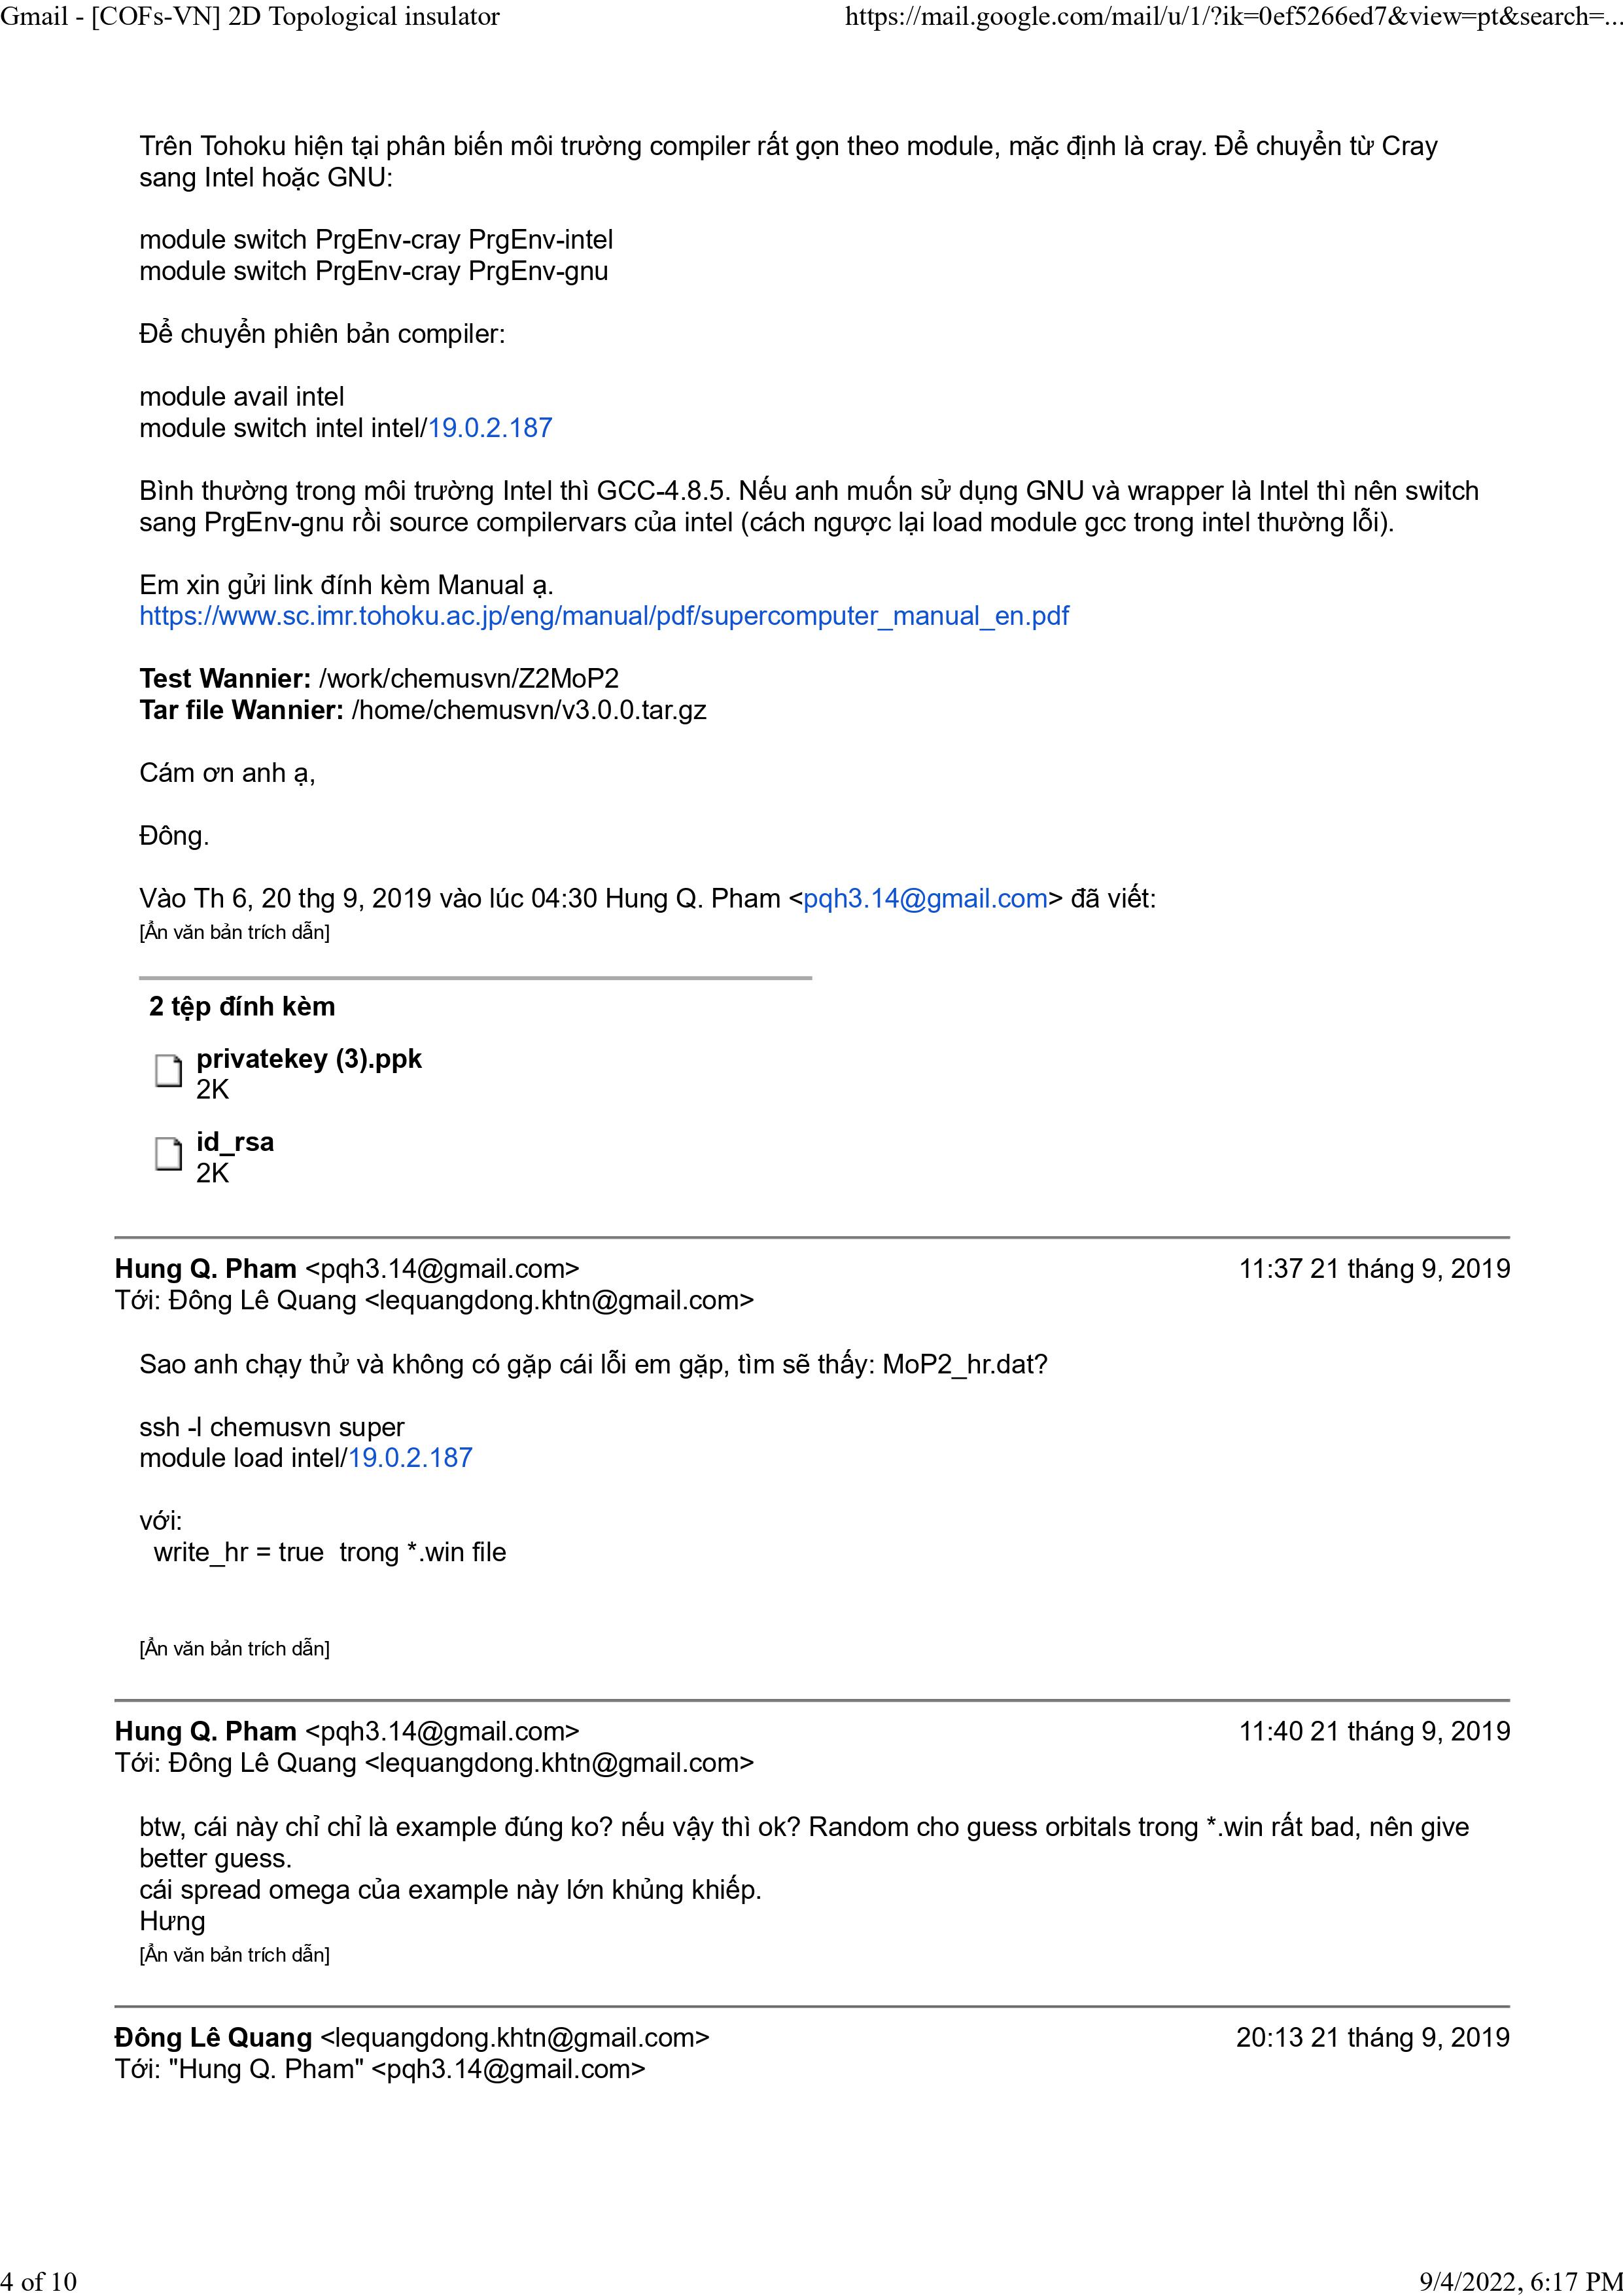 Gmail - [COFs-VN] 2D Topological insulator
https://mail.google.com/mail/u/1/?ik=0ef5266ed7&view=pt&search=...
Trên Tohoku hiện tại phân biến môi trường compiler rất gọn theo module, mặc định là cray. Để chuyển từ Cray
sang Intel hoặc GNU:
module switch PrgEnv-cray PrgEnv-intel
module switch PrgEnv-cray PrgEnv-gnu
Để chuyển phiên bản compiler:
module avail intel
module switch intel intel/19.0.2.187
Bình thường trong môi trường Intel thì GCC-4.8.5. Nếu anh muốn sử dụng GNU và wrapper là Intel thì nên switch
sang PrgEnv-gnu rồi source compilervars của intel (cách ngược lại load module gcc trong intel thường lỗi).
Em xin gửi link đính kèm Manual ạ.
https://www.sc.imr.tohoku.ac.jp/eng/manual/pdf/supercomputer_manual_en.pdf
Test Wannier: /work/chemusvn/Z2MoP2
Tar file Wannier: /home/chemusvn/v3.0.0.tar.gz
Cám ơn anh ạ,
Đông.
Vào Th 6, 20 thg 9, 2019 vào lúc 04:30 Hung Q. Pham <pqh3.14@gmail.com> đã viết:
[Ẩn văn bản trích dẫn]
2 tệp đính kèm
privatekey (3).ppk
2K
id_rsa
2K
Hung Q. Pham <pqh3.14@gmail.com>
11:37 21 tháng 9, 2019
Tới: Đông Lê Quang <lequangdong.khtn@gmail.com>
Sao anh chạy thử và không có gặp cái lỗi em gặp, tìm sẽ thấy: MoP2_hr.dat?
ssh -l chemusvn super
module load intel/19.0.2.187
với:
write_hr = true  trong *.win file
[Ẩn văn bản trích dẫn]
Hung Q. Pham <pqh3.14@gmail.com>
11:40 21 tháng 9, 2019
Tới: Đông Lê Quang <lequangdong.khtn@gmail.com>
btw, cái này chỉ chỉ là example đúng ko? nếu vậy thì ok? Random cho guess orbitals trong *.win rất bad, nên give
better guess.
cái spread omega của example này lớn khủng khiếp.
Hưng
[Ẩn văn bản trích dẫn]
Đông Lê Quang <lequangdong.khtn@gmail.com>
20:13 21 tháng 9, 2019
Tới: "Hung Q. Pham" <pqh3.14@gmail.com>
4 of 10
9/4/2022, 6:17 PM